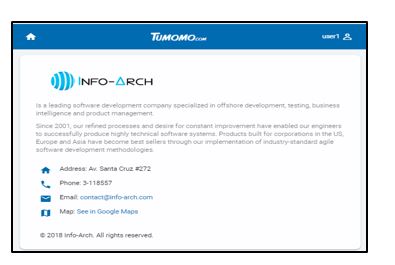 TUMOMO.COM
user1
INFO-ARCH
Is a leading software development company specialized in offshore development, testing, business
intelligence and product management.
Since 2001, our refined processes and desire for constant improvement have enabled our engineers
to successfully produce highly technical software systems. Products built for corporations in the US,
Europe and Asia have become best sellers through our implementation of industry-standard agile
software development methodologies.
Address: Av. Santa Cruz #272
Phone: 3-118557
Email: contact@info-arch.com
Map: See in Google Maps
© 2018 Info-Arch. All rights reserved.